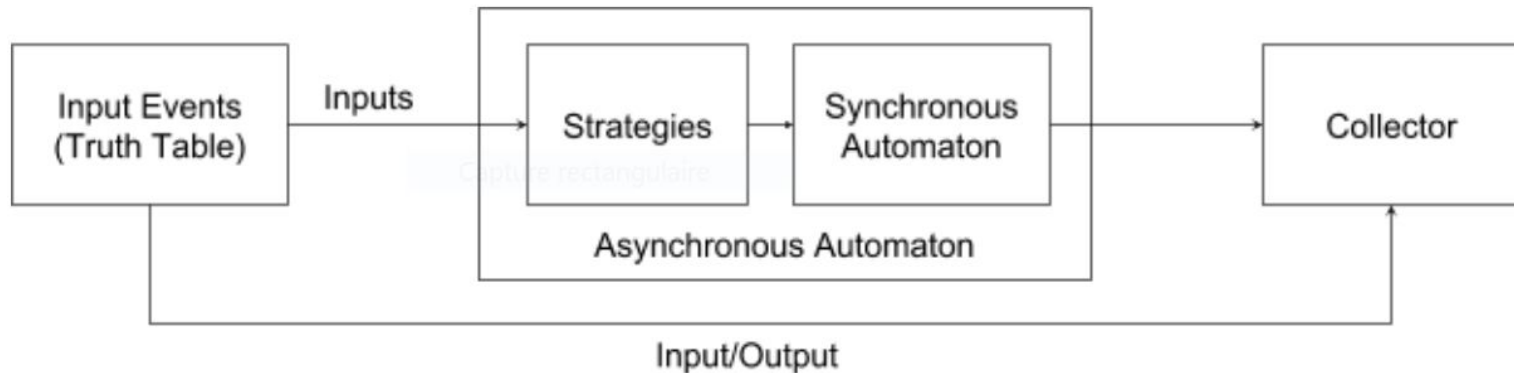 Input Events
(Truth Table)
Inputs
Strategies
Synchronous
Automaton
Collector
Capture rectangulaire
Asynchronous Automaton
Input/Output